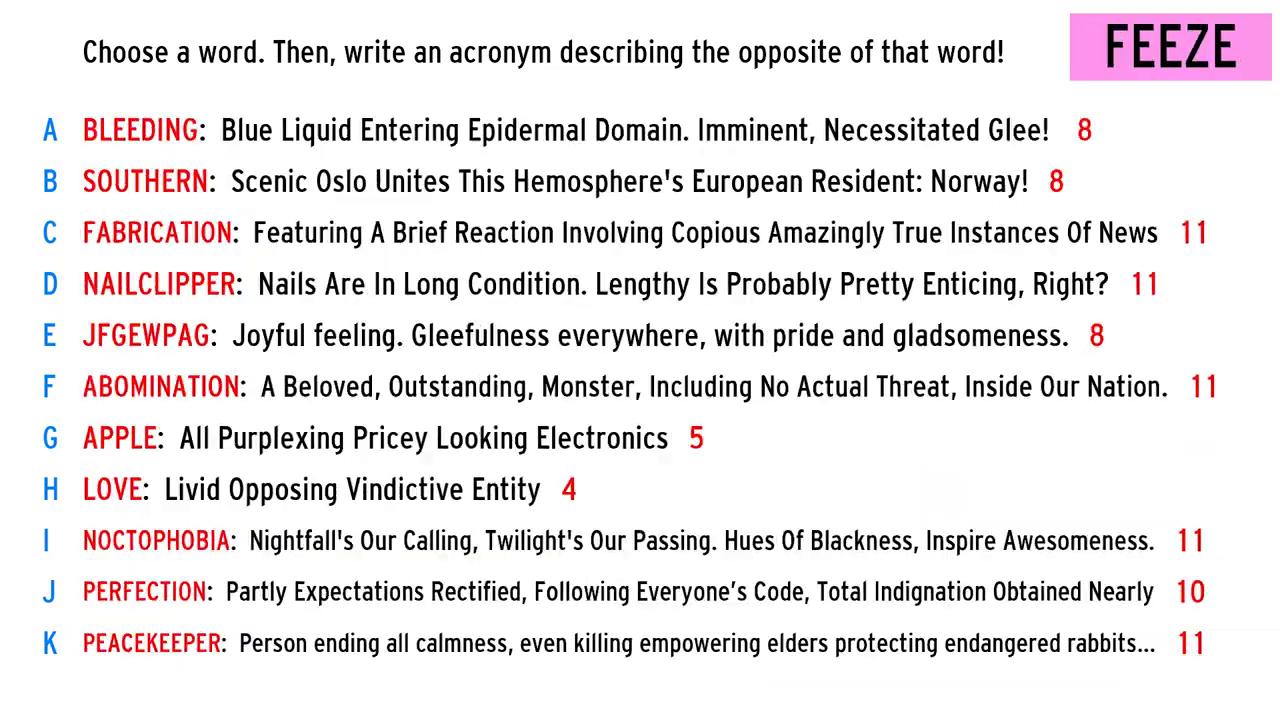 Choose a word. Then, write an acronym describing the opposite of that word!
FEEZE
A BLEEDING: Blue Liquid Entering Epidermal Domain. Imminent, Necessitated Glee! 8
B SOUTHERN: Scenic Oslo Unites This Hemosphere's European Resident: Norway! 8
C FABRICATION: Featuring A Brief Reaction Involving Copious Amazingly True Instances Of News 11
D NAILCLIPPER: Nails Are In Long Condition. Lengthy Is Probably Pretty Enticing, Right? 11
E JFGEWPAG: Joyful feeling. Gleefulness everywhere, with pride and gladsomeness. 8
F ABOMINATION: A Beloved, Outstanding, Monster, Including No Actual Threat, Inside Our Nation. 11
G APPLE: All Purplexing Pricey Looking Electronics 5
H LOVE: Livid Opposing Vindictive Entity 4
I NOCTOPHOBIA: Nightfall's Our Calling, Twilight's Our Passing. Hues Of Blackness, Inspire Awesomeness. 11
J PERFECTION: Partly Expectations Rectified, Following Everyone’s Code, Total Indignation Obtained Nearly 10
K PEACEKEEPER: Person ending all calmness, even killing empowering elders protecting endangered rabbits... 11